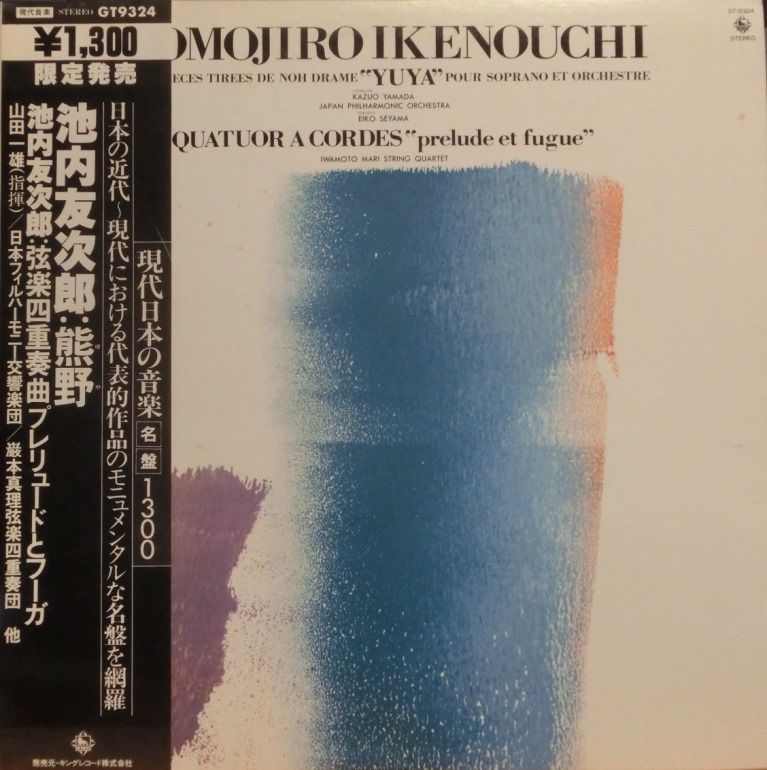 現代音楽 STEREO GT9324
¥1,300
限定発売
現代日本の音楽 名盤 1300
日本の近代〜現代における代表的作品のモニュメンタルな名盤を網羅
池内友次郎:熊野
ゆや
池内友次郎:弦楽四重奏曲 プレリュードとフーガ
山田一雄(指揮)/日本フィルハーモニー交響楽団/巌本真理弦楽四重奏団 他
発売元・キングレコード株式会社
OMOJIRO IKENOUCHI
IECES TIREES DE NOH DRAME "YUYA" POUR SOPRANO ET ORCHESTRE
KAZUO YAMADA
JAPAN PHILHARMONIC ORCHESTRA
EIKO SEYAMA
QUATUOR A CORDES "prelude et fugue"
IWAMOTO MARI STRING QUARTET
GT-9324
STEREO